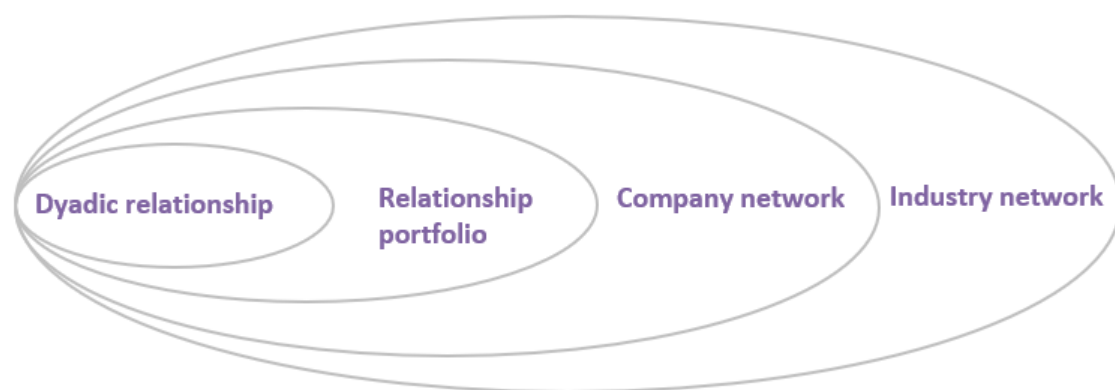 Dyadic relationship
Relationship
portfolio
Company network
Industry network